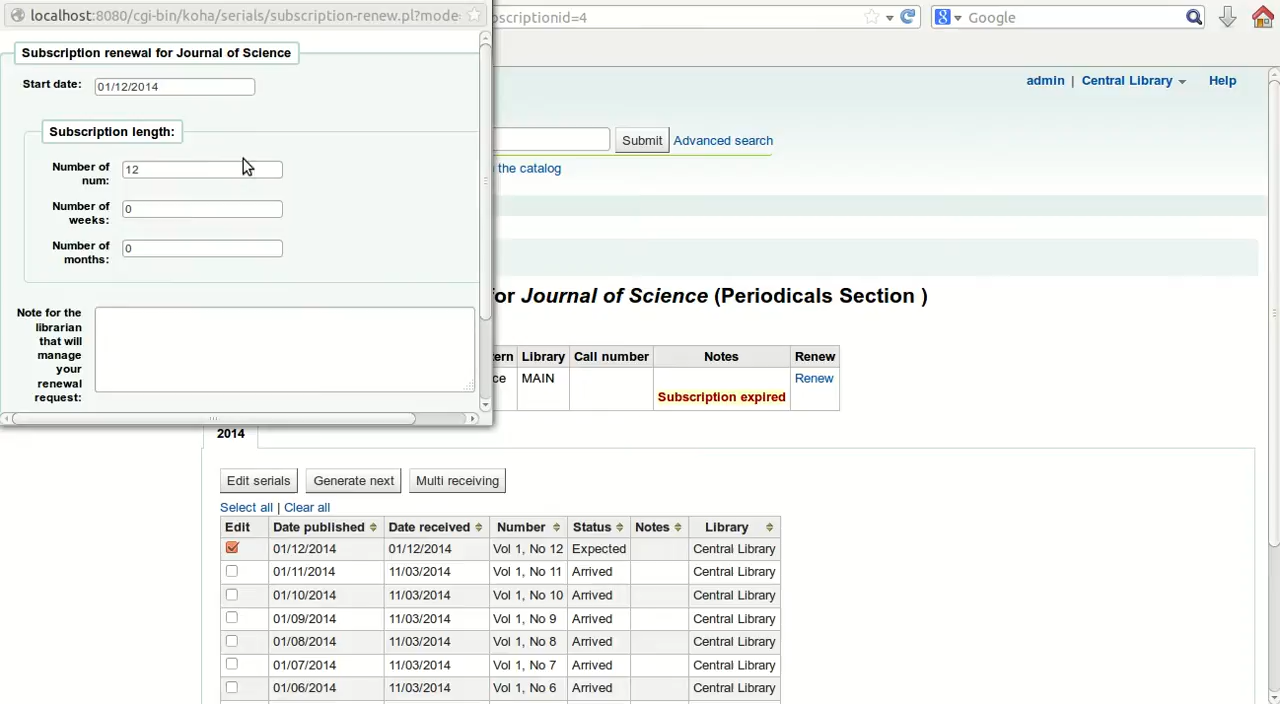 localhost:8080/cgi-bin/koha/serials/subscription-renew.pl?mode
Subscription renewal for Journal of Science
Start date: 01/12/2014
Subscription length:
Number of num: 12
Number of weeks: 0
Number of months: 0
Note for the
librarian
that will
manage
your
renewal
request:
scriptionid=4
Google
admin | Central Library Help
Submit Advanced search
the catalog
or Journal of Science (Periodicals Section )
ern Library Call number Notes Renew
ce MAIN Renew
Subscription expired
2014
Edit serials Generate next Multi receiving
Select all | Clear all
Edit Date published Date received Number Status Notes Library
01/12/2014 01/12/2014 Vol 1, No 12 Expected Central Library
01/11/2014 11/03/2014 Vol 1, No 11 Arrived Central Library
01/10/2014 11/03/2014 Vol 1, No 10 Arrived Central Library
01/09/2014 11/03/2014 Vol 1, No 9 Arrived Central Library
01/08/2014 11/03/2014 Vol 1, No 8 Arrived Central Library
01/07/2014 11/03/2014 Vol 1, No 7 Arrived Central Library
01/06/2014 11/03/2014 Vol 1, No 6 Arrived Central Library